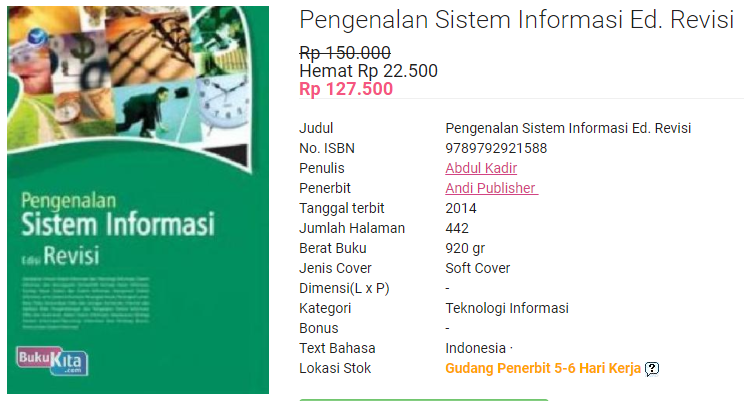 Pengenalan
Sistem Informasi
Edisi Revisi
BukuKita
.com
Pengenalan Sistem Informasi Ed. Revisi
Rp 150.000
Hemat Rp 22.500
Rp 127.500
Judul Pengenalan Sistem Informasi Ed. Revisi
No. ISBN 9789792921588
Penulis Abdul Kadir
Penerbit Andi Publisher
Tanggal terbit 2014
Jumlah Halaman 442
Berat Buku 920 gr
Jenis Cover Soft Cover
Dimensi(L x P) -
Kategori Teknologi Informasi
Bonus -
Text Bahasa Indonesia ·
Lokasi Stok Gudang Penerbit 5-6 Hari Kerja ?